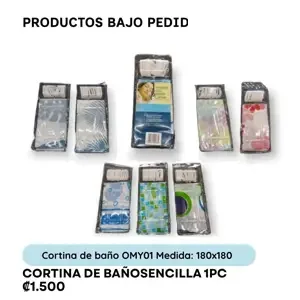 PRODUCTOS BAJO PEDID
Cortina de baño OMY01 Medida: 180x180
CORTINA DE BAÑOSENCILLA 1PC
₡1.500